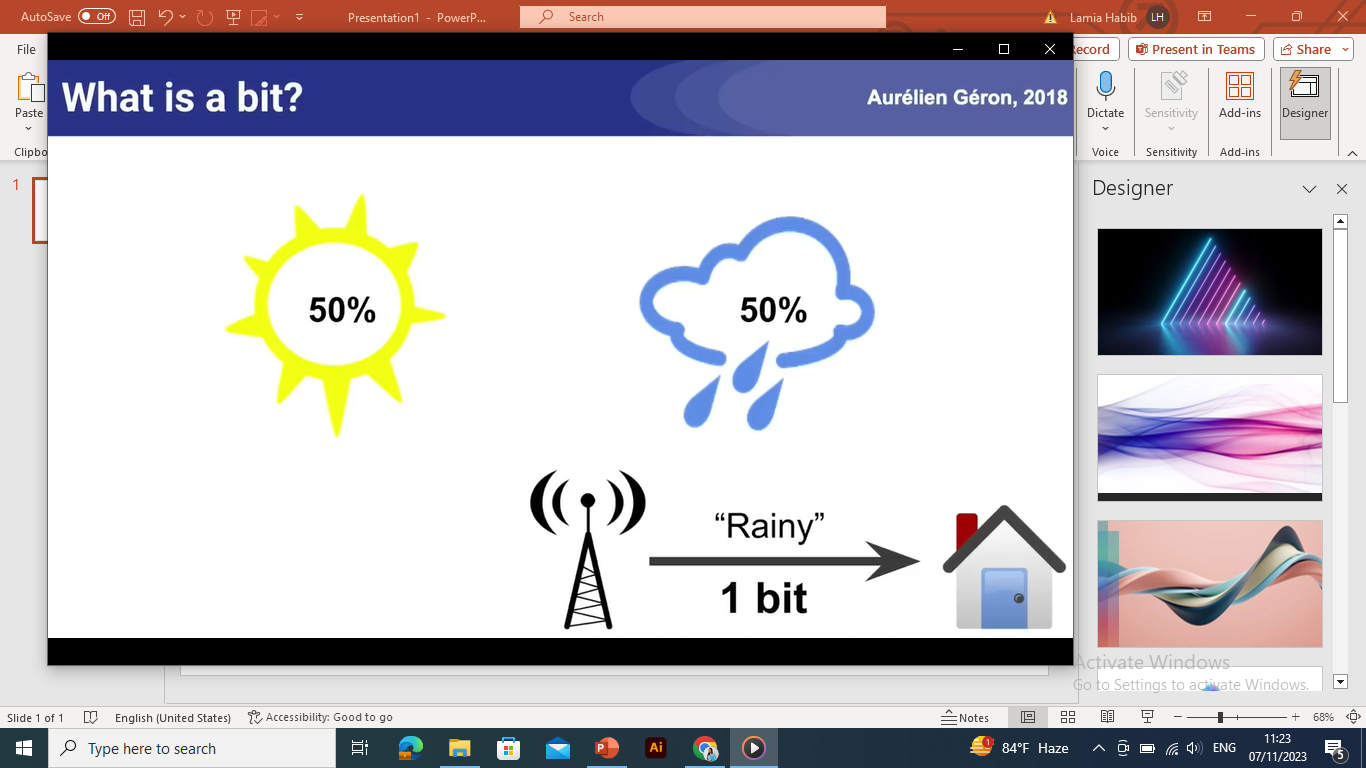 AutoSave Off Presentation1 - PowerP... Search Lamia Habib LH
File Record Present in Teams Share
What is a bit?
Aurélien Géron, 2018
Paste
Dictate
Sensitivity
Add-ins
Designer
Clipbo
Voice
Sensitivity
Add-ins
1
Designer
50%
50%
“Rainy”
1 bit
Activate Windows
Go to Settings to activate Windows.
Slide 1 of 1 English (United States) Accessibility: Good to go Notes 68%
Type here to search Ai 1 84°F Haze ENG 11:23
07/11/2023 5